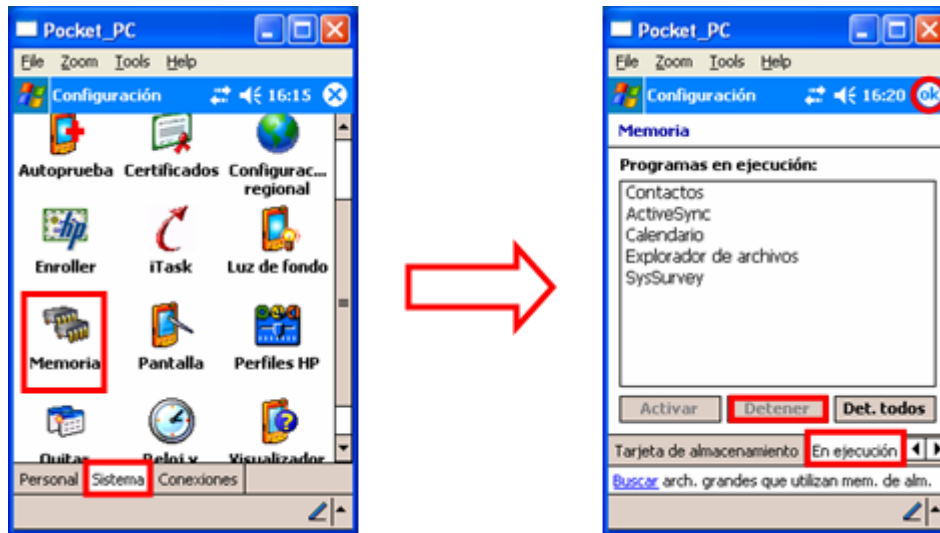 Pocket_PC
File Zoom Tools Help
Configuración 16:15
Autoprueba Certificados Configurac...
regional
Enroller iTask Luz de fondo
Memoria Pantalla Perfiles HP
Quitar Reloj y Visualizador
Personal Sistema Conexiones
Pocket_PC
File Zoom Tools Help
Configuración 16:20 ok
Memoria
Programas en ejecución:
Contactos
ActiveSync
Calendario
Explorador de archivos
SysSurvey
Activar Detener Det. todos
Tarjeta de almacenamiento En ejecución
Buscar arch. grandes que utilizan mem. de alm.